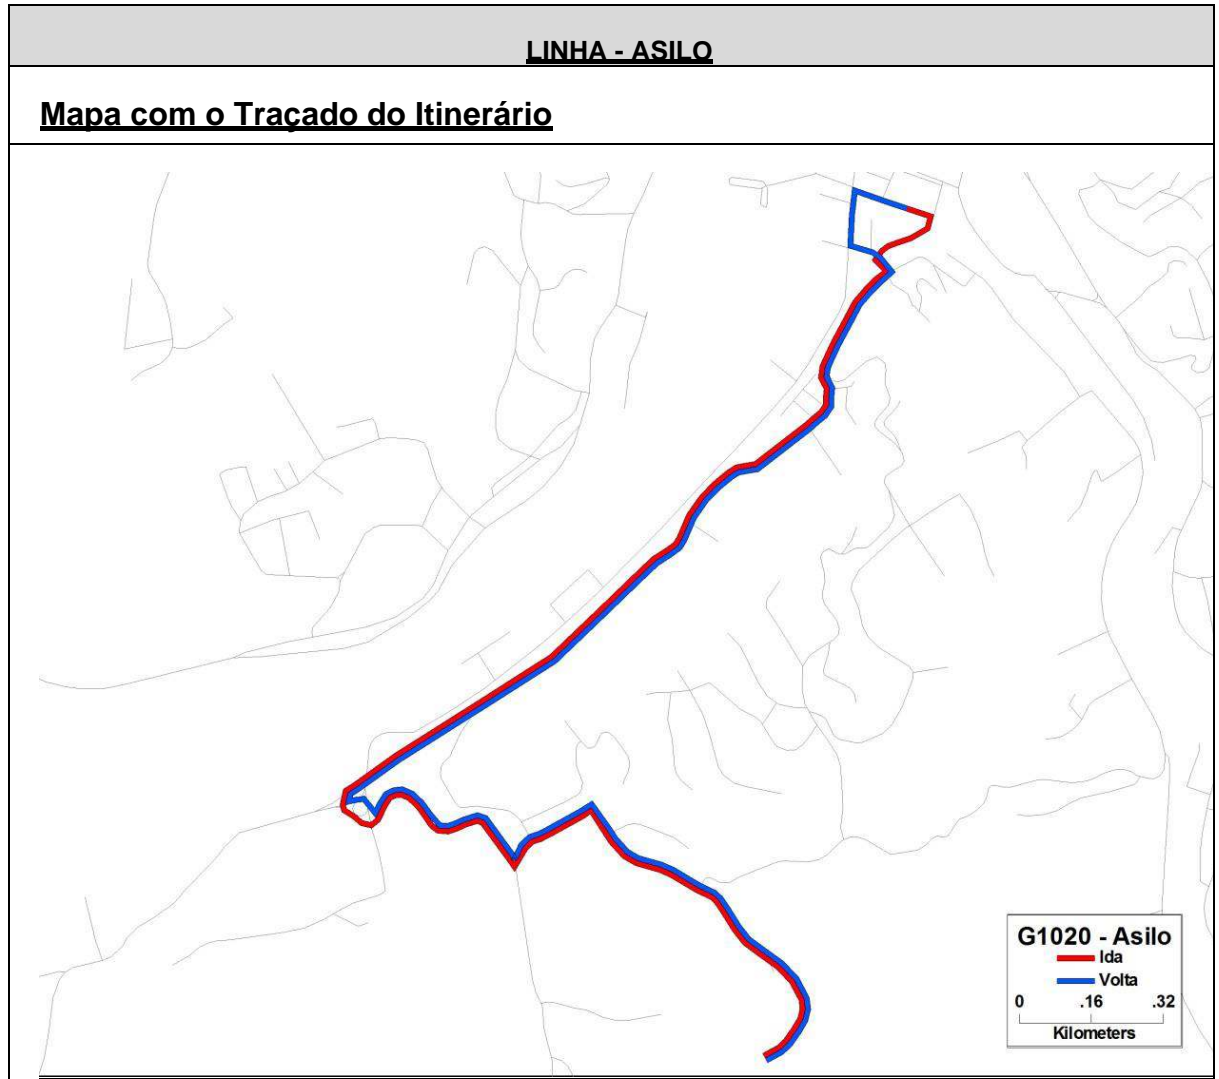 LINHA - ASILO
Mapa com o Traçado do Itinerário
G1020 - Asilo
Ida
Volta
0 .16 .32
Kilometers